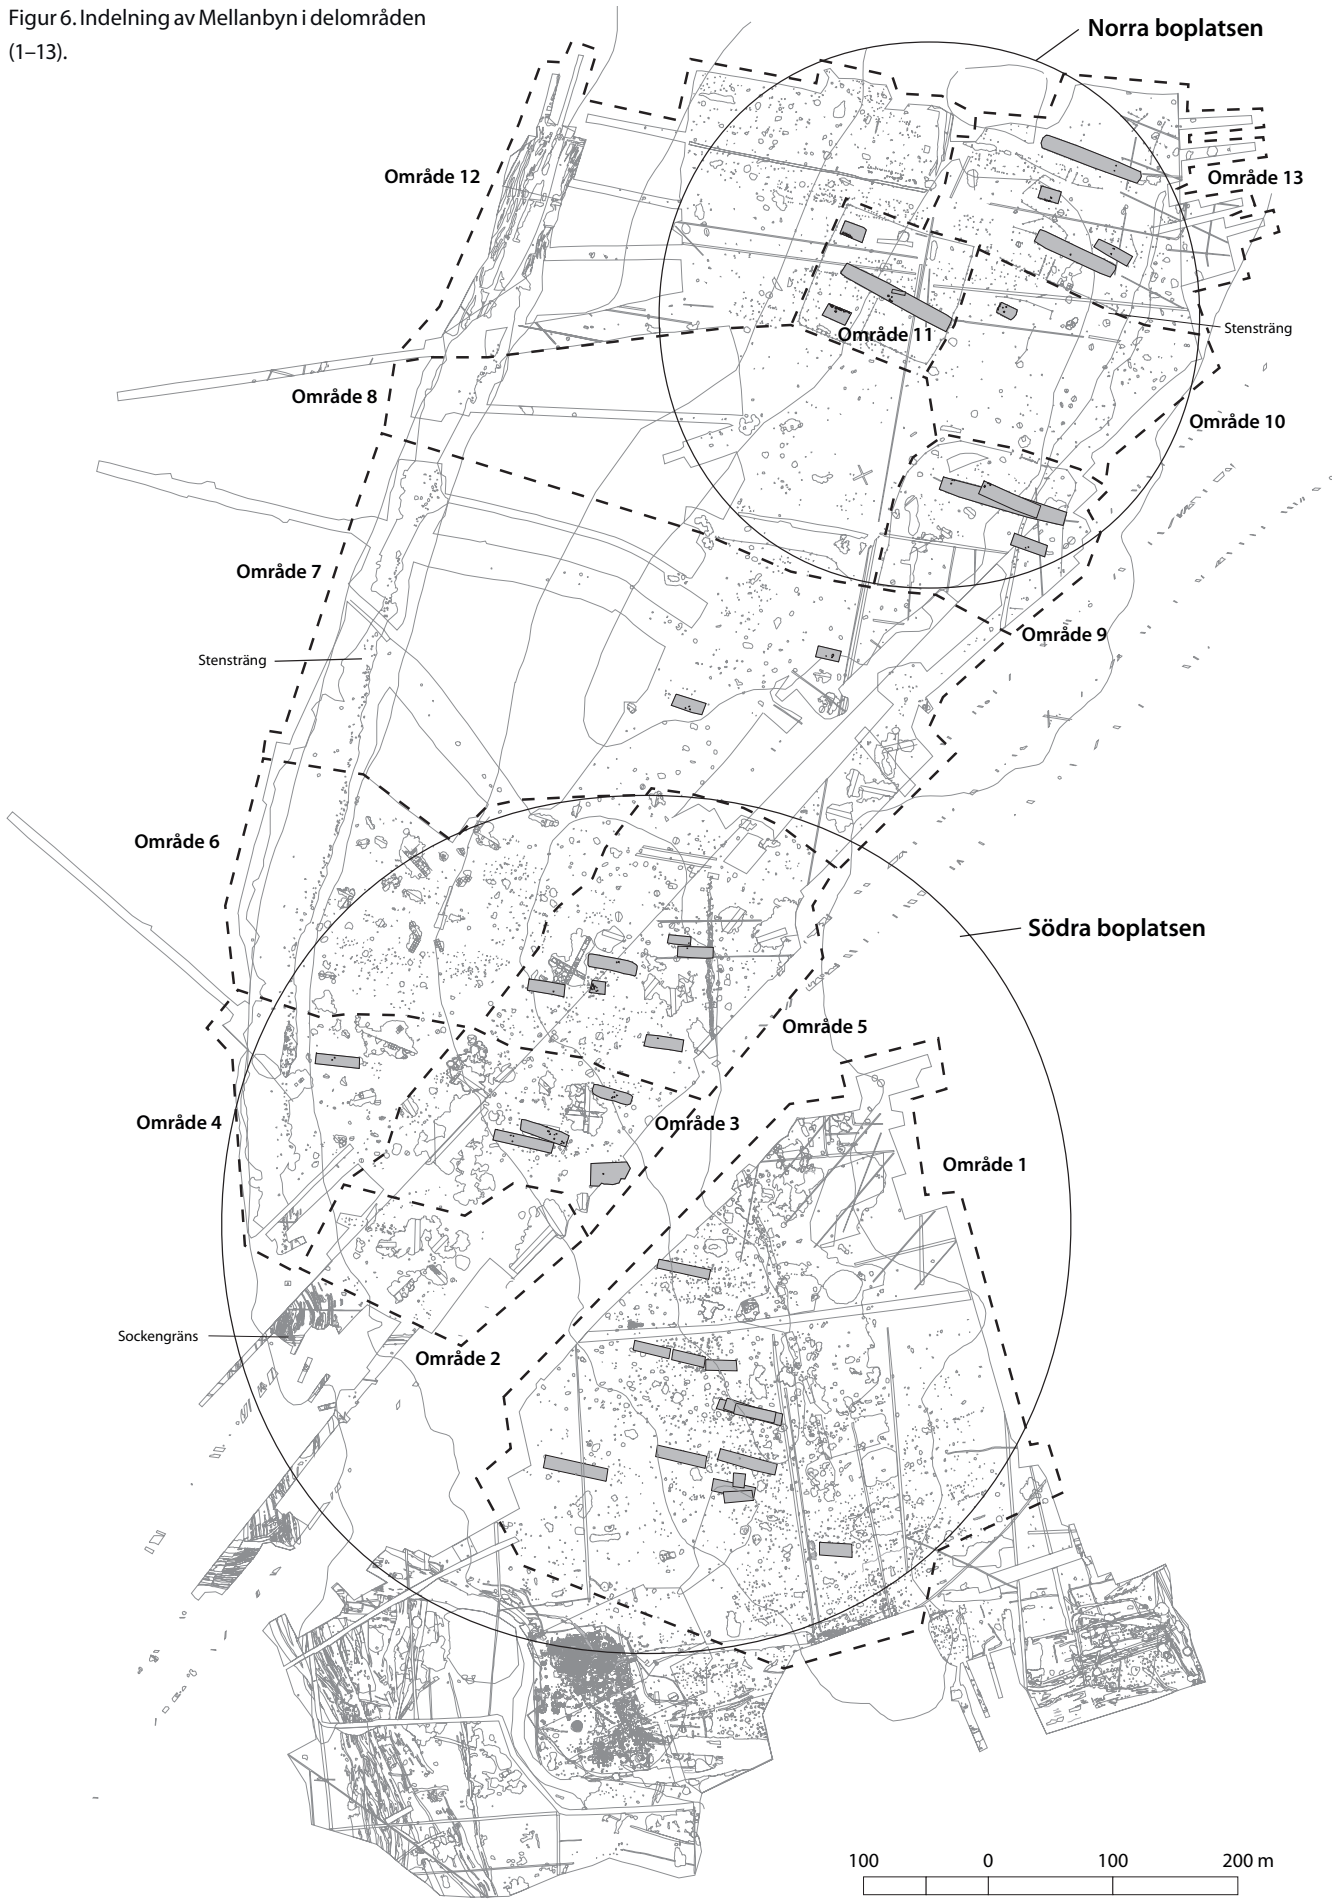 Figur 6. Indelning av Mellanbyn i delområden
(1–13).
Norra boplatsen
Område 12
Område 13
Stensträng
Område 11
Område 8
Område 10
Område 7
Område 9
Stensträng
Område 6
Södra boplatsen
Område 5
Område 4
Område 3
Område 1
Sockengräns
Område 2
100 0 100 200 m